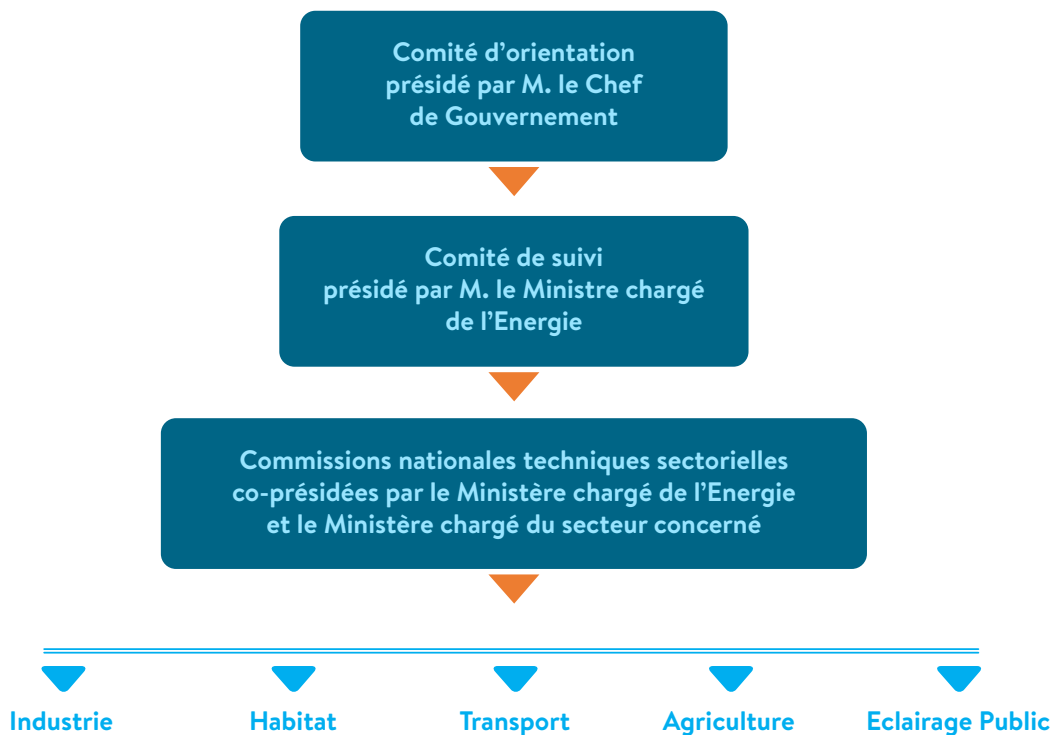 Comité d’orientation
présidé par M. le Chef
de Gouvernement
Comité de suivi
présidé par M. le Ministre chargé
de l’Energie
Commissions nationales techniques sectorielles
co-présidées par le Ministère chargé de l’Energie
et le Ministère chargé du secteur concerné
Industrie
Habitat
Transport
Agriculture
Eclairage Public